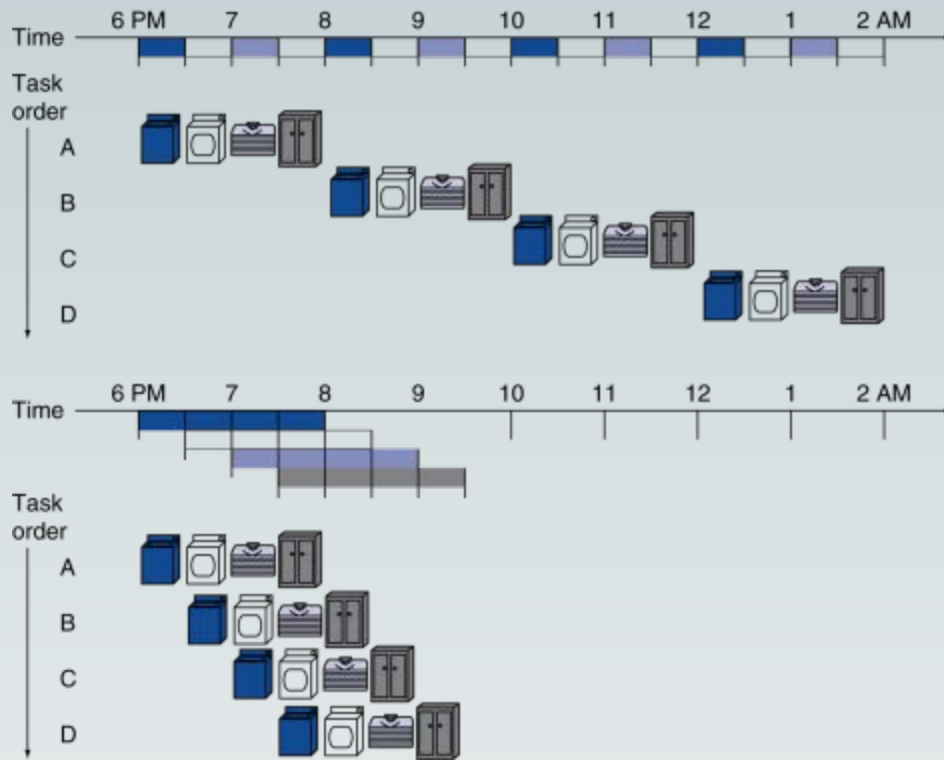 6 PM 7 8 9 10 11 12 1 2 AM
Time
Task
order
A
B
C
D
6 PM 7 8 9 10 11 12 1 2 AM
Time
Task
order
A
B
C
D